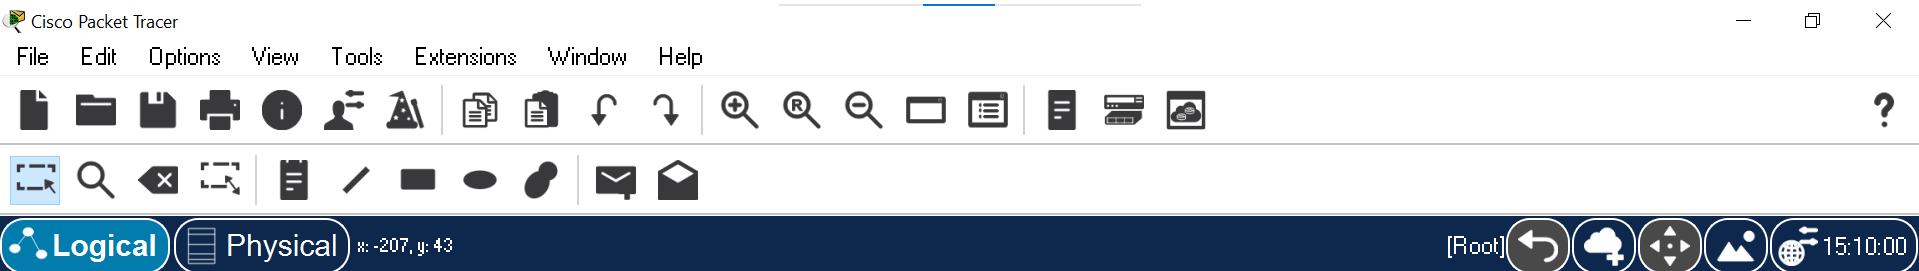 Cisco Packet Tracer
File Edit Options View Tools Extensions Window Help
R
Logical Physical x: -207, y: 43 [Root] 15:10:00